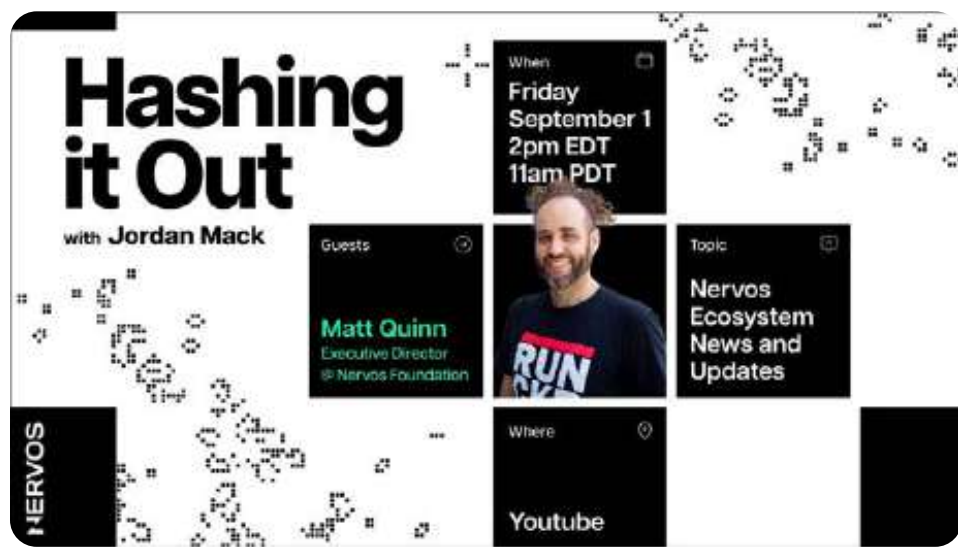 Hashing
it Out
with Jordan Mack
When
Friday
September 1
2pm EDT
11am PDT
Guests
Matt Quinn
Executive Director
@ Nervos Foundation
RUN
Topic
Nervos
Ecosystem
News and
Updates
Where
Youtube
NERVOS